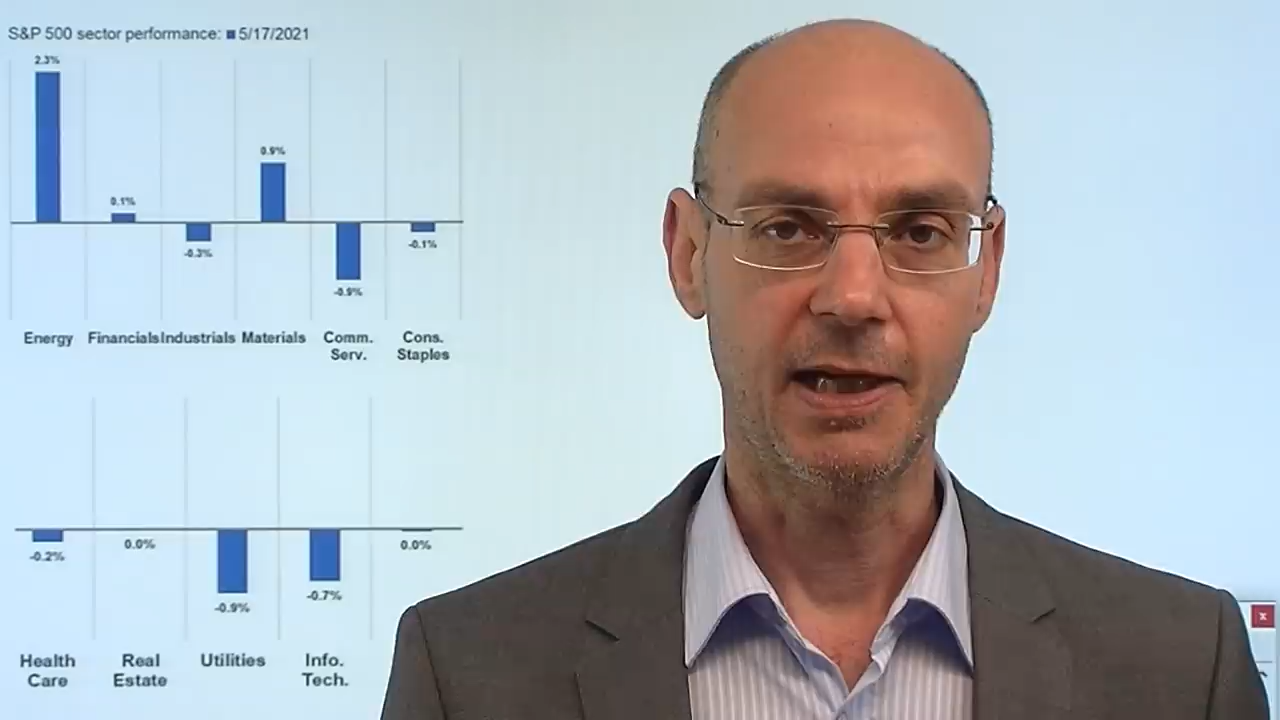 S&P 500 sector performance: 5/17/2021
2.3%
0.1%
-0.3%
0.9%
-0.9%
-0.1%
Energy Financials Industrials Materials Comm. Serv. Cons. Staples
-0.2%
0.0%
-0.9%
-0.7%
0.0%
Health Care Real Estate Utilities Info. Tech.
x